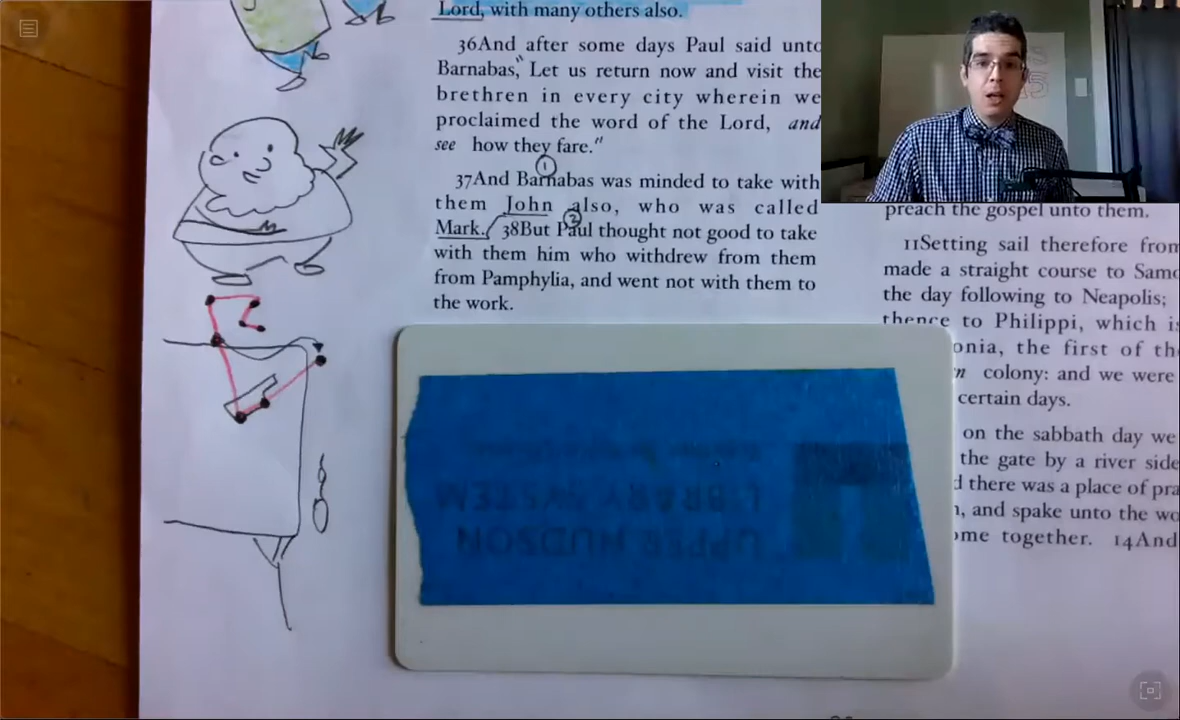 Lord, with many others also.
36And after some days Paul said unto
Barnabas," Let us return now and visit the
brethren in every city wherein we
proclaimed the word of the Lord, and
see how they fare."
1
37And Barnabas was minded to take with
them John also, who was called
2
Mark. 38But Paul thought not good to take
with them him who withdrew from them
from Pamphylia, and went not with them to
the work.
preach the gospel unto them.
11Setting sail therefore from
made a straight course to Samo
the day following to Neapolis;
thence to Philippi, which is
onia, the first of th
n colony: and we were
certain days.
on the sabbath day we
the gate by a river side
d there was a place of pra
n, and spake unto the wo
ome together. 14And
UPPER HUDSON
LIBRARY SYSTEM